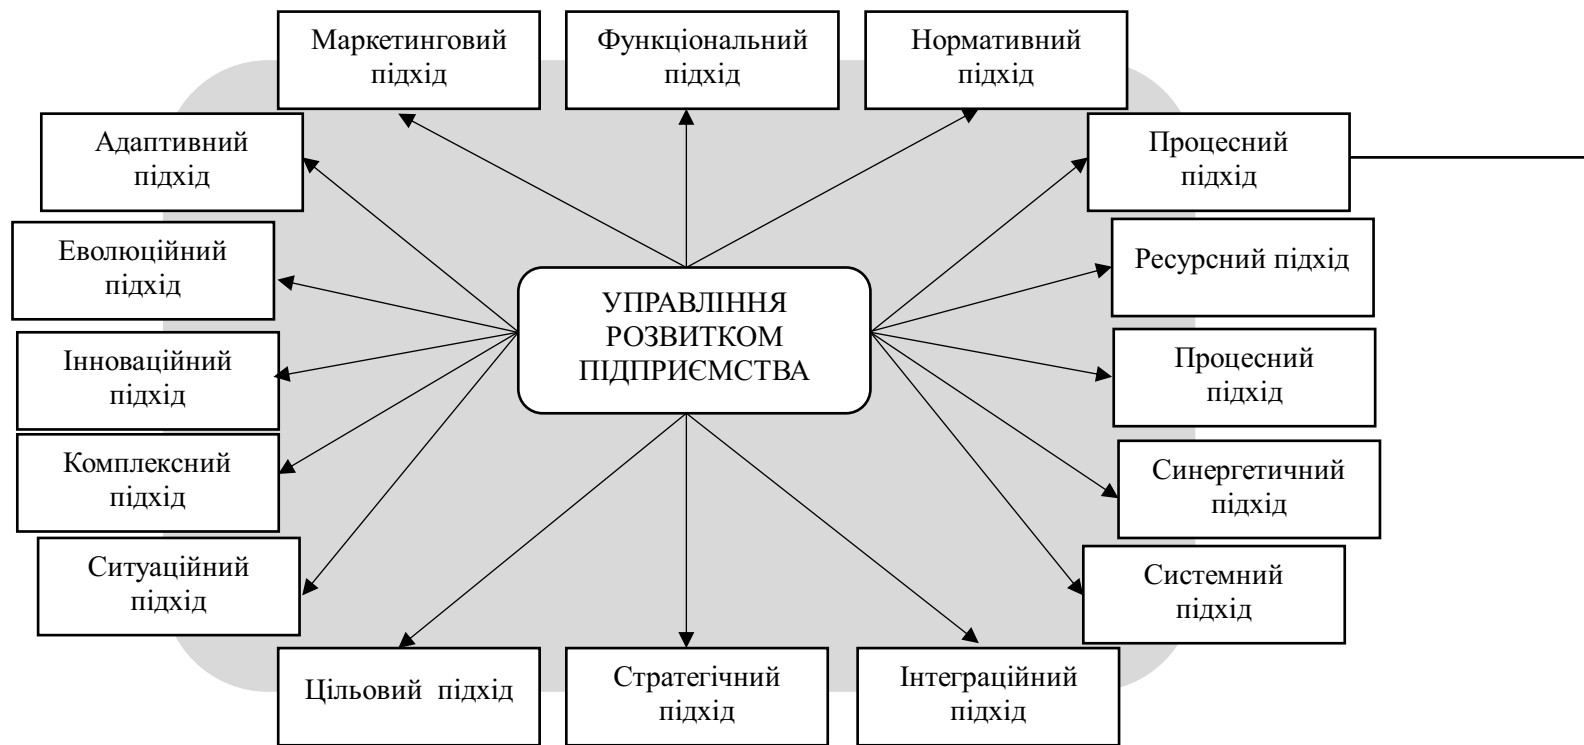 Маркетинговий
підхід
Функціональний
підхід
Нормативний
підхід
Адаптивний
підхід
Процесний
підхід
Еволюційний
підхід
Ресурсний підхід
УПРАВЛІННЯ
РОЗВИТКОМ
ПІДПРИЄМСТВА
Інноваційний
підхід
Процесний
підхід
Комплексний
підхід
Синергетичний
підхід
Ситуаційний
підхід
Системний
підхід
Цільовий підхід
Стратегічний
підхід
Інтеграційний
підхід